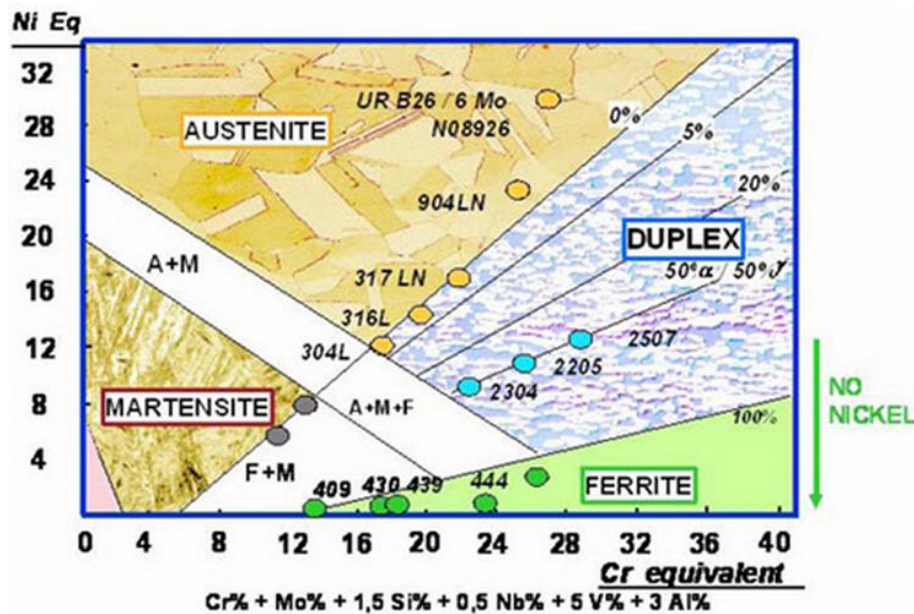 Ni Eq
32
28
24
20
16
12
8
4
AUSTENITE
UR B26 / 6 Mo
N08926
904LN
317 LN
316L
304L
0%
5%
20%
DUPLEX
50%α / 50%γ
2507
2205
2304
A+M
MARTENSITE
A+M+F
F+M
409 430 439 444
100%
FERRITE
NO
NICKEL
0 4 8 12 16 20 24 28 32 36 40
Cr equivalent
Cr% + Mo% + 1,5 Si% + 0,5 Nb% + 5 V% + 3 Al%